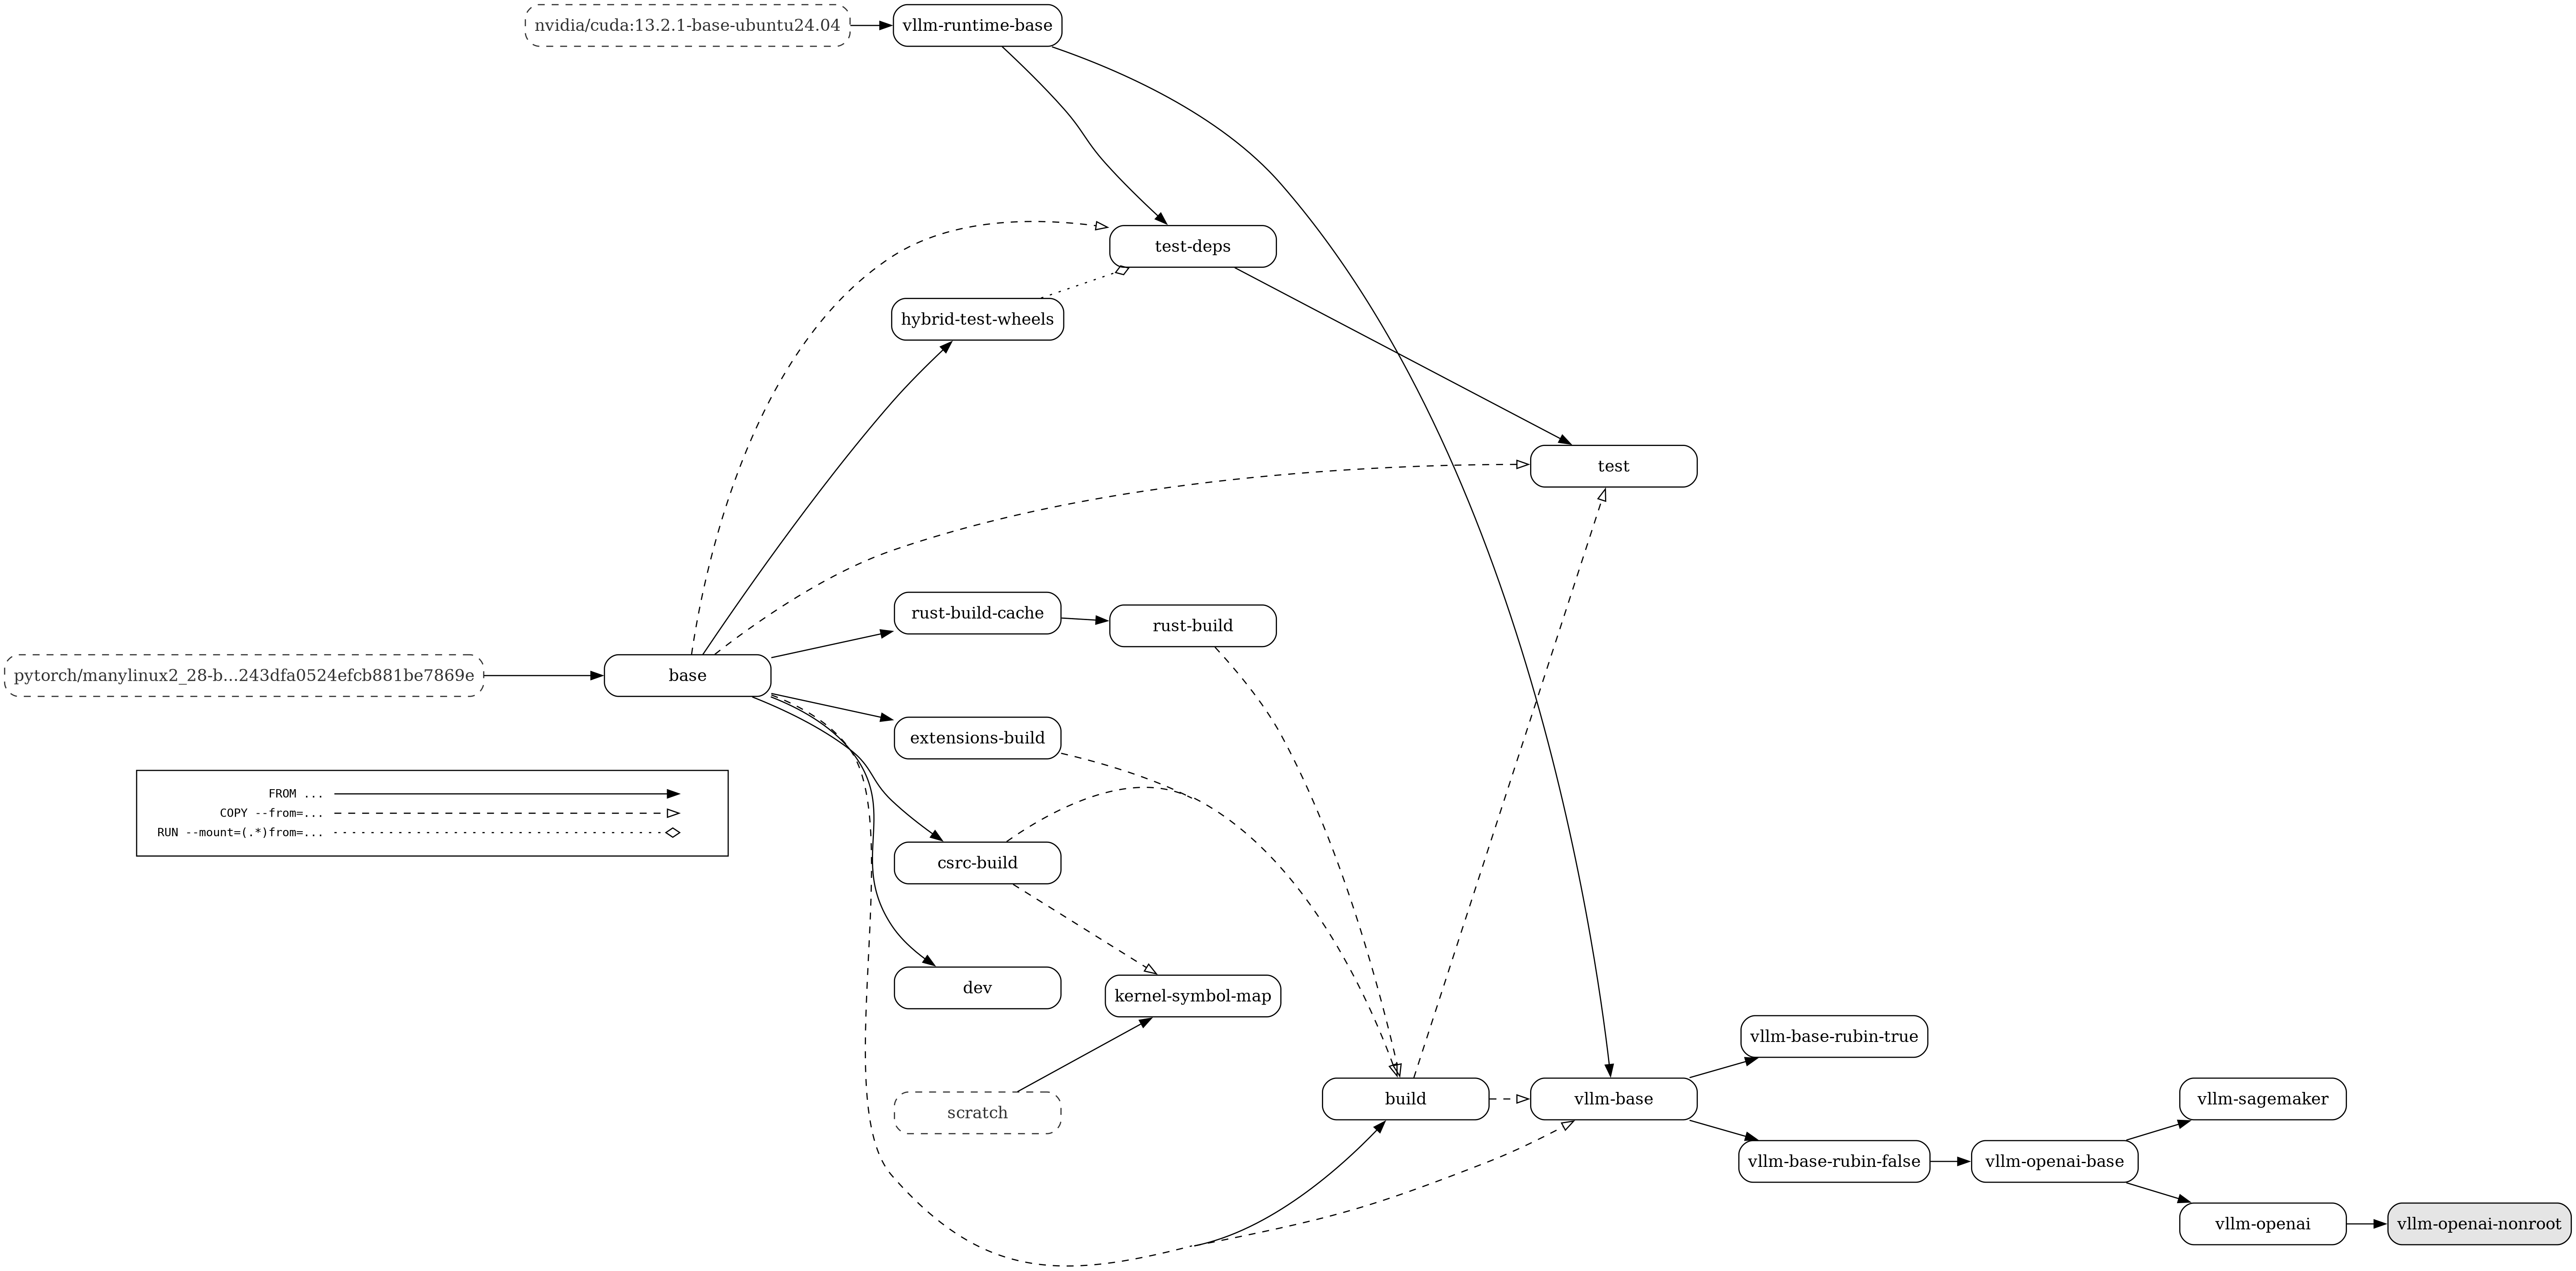 nvidia/cuda:13.2.1-base-ubuntu24.04
vllm-runtime-base
test-deps
hybrid-test-wheels
test
rust-build-cache
rust-build
pytorch/manylinux2_28-b...243dfa0524efcb881be7869e
base
extensions-build
FROM ...
COPY --from=...
RUN --mount=(.*)from=...
csrc-build
dev
kernel-symbol-map
scratch
build
vllm-base
vllm-base-rubin-true
vllm-base-rubin-false
vllm-openai-base
vllm-sagemaker
vllm-openai
vllm-openai-nonroot